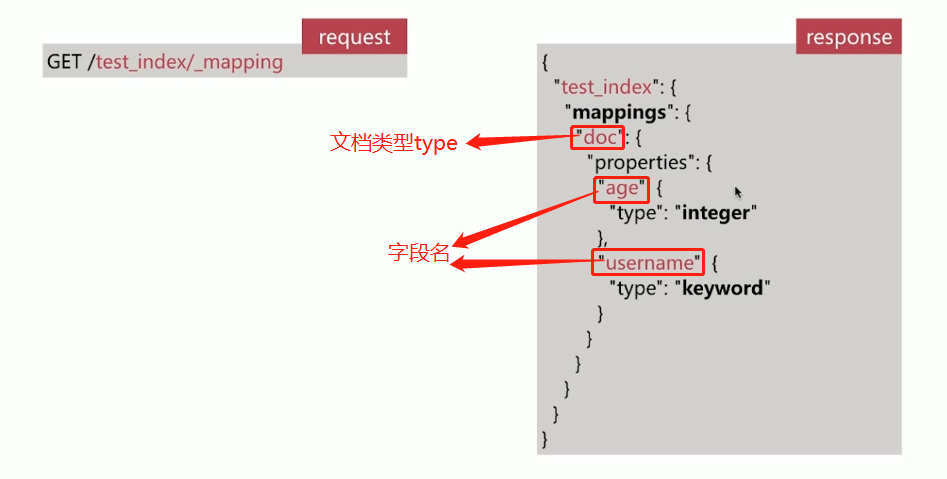 request
GET /test_index/_mapping
response
{
"test_index": {
"mappings": {
文档类型type
"doc": {
"properties": {
"age" {
"type": "integer"
},
字段名
"username" {
"type": "keyword"
}
}
}
}
}
}